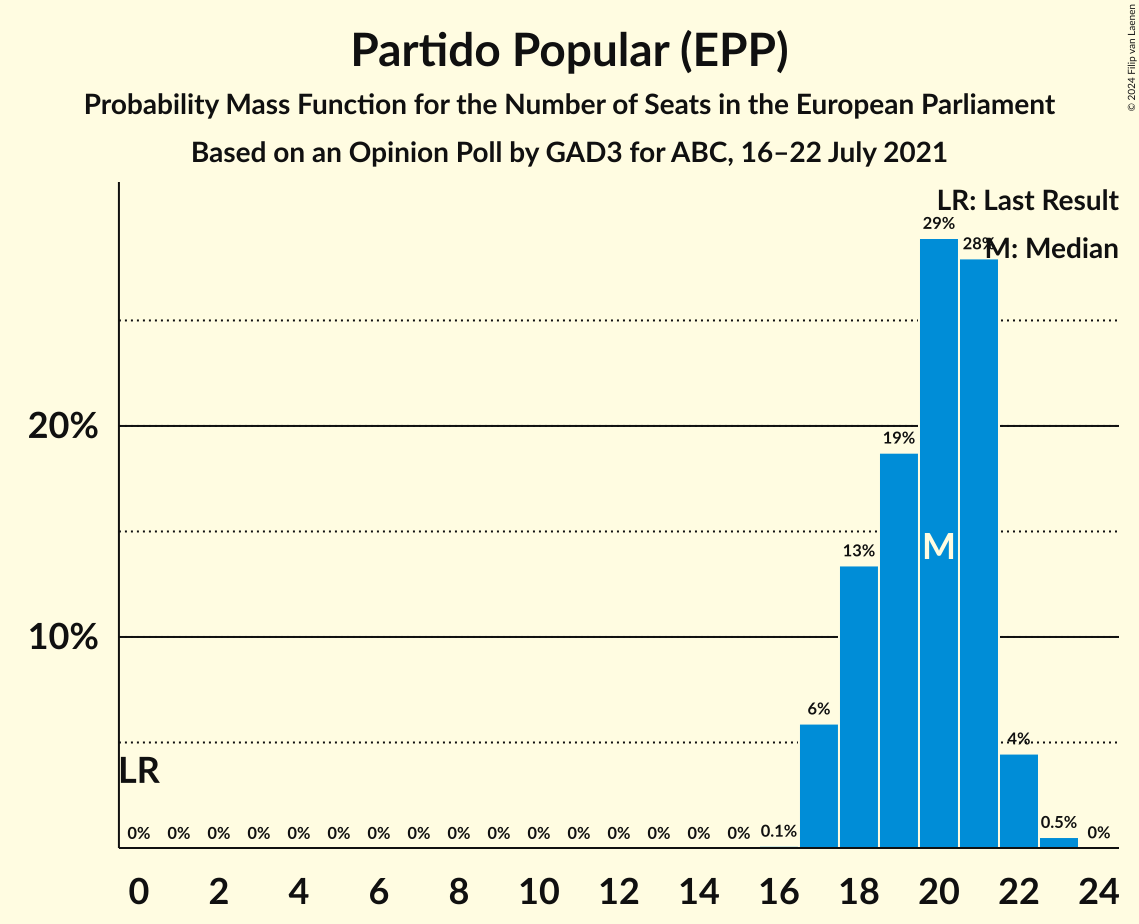 Partido Popular (EPP)
Probability Mass Function for the Number of Seats in the European Parliament
Based on an Opinion Poll by GAD3 for ABC, 16–22 July 2021
© 2024 Filip van Laenen
LR: Last Result
M: Median
29%
28%
20%
19%
M
13%
10%
6%
4%
LR
0% 0% 0% 0% 0% 0% 0% 0% 0% 0% 0% 0% 0% 0% 0% 0% 0.1% 0.5% 0%
0 2 4 6 8 10 12 14 16 18 20 22 24